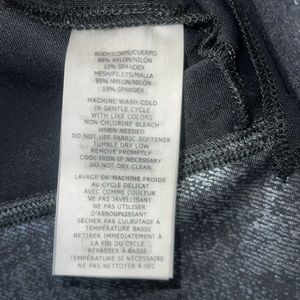 BODY/CORPS/CUERPO
88% NYLON/NILÓN
12% SPANDEX
MESH/FILETS/MALLA
85% NYLON/NILÓN
15% SPANDEX
MACHINE WASH COLD
IN GENTLE CYCLE
WITH LIKE COLORS
NON-CHLORINE BLEACH
WHEN NEEDED
DO NOT USE FABRIC SOFTENER
TUMBLE DRY LOW
REMOVE PROMPTLY
COOL IRON IF NECESSARY
DO NOT DRY CLEAN
LAVAGE EN MACHINE FROIDE
AU CYCLE DELICAT
AVEC COMME COULEUR
NE PAS JAVELLISANT
NE PAS UTILISER
D'ASSOUPLISSANT
SÉCHER PAR CULBUTAGE À
TEMPÉRATURE BASSE
RETIRER IMMÉDIATEMENT À
LA FIN DU CYCLE
REPASSER À BASSE
TEMPÉRATURE SI NÉCESSAIRE
NE PAS NETTOYER À SEC